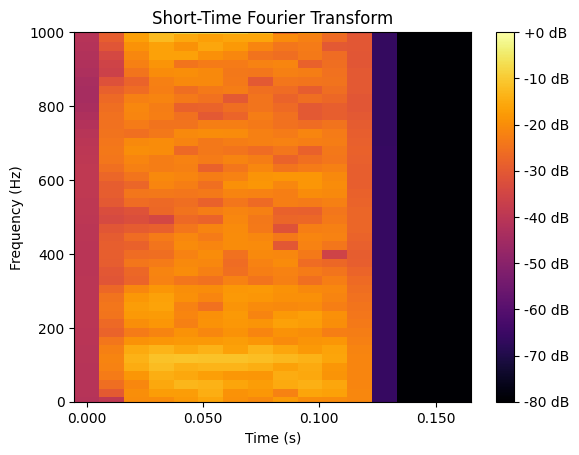 Short-Time Fourier Transform
1000
800
600
400
200
0
Frequency (Hz)
0.000
0.050
0.100
0.150
Time (s)
+0 dB
-10 dB
-20 dB
-30 dB
-40 dB
-50 dB
-60 dB
-70 dB
-80 dB